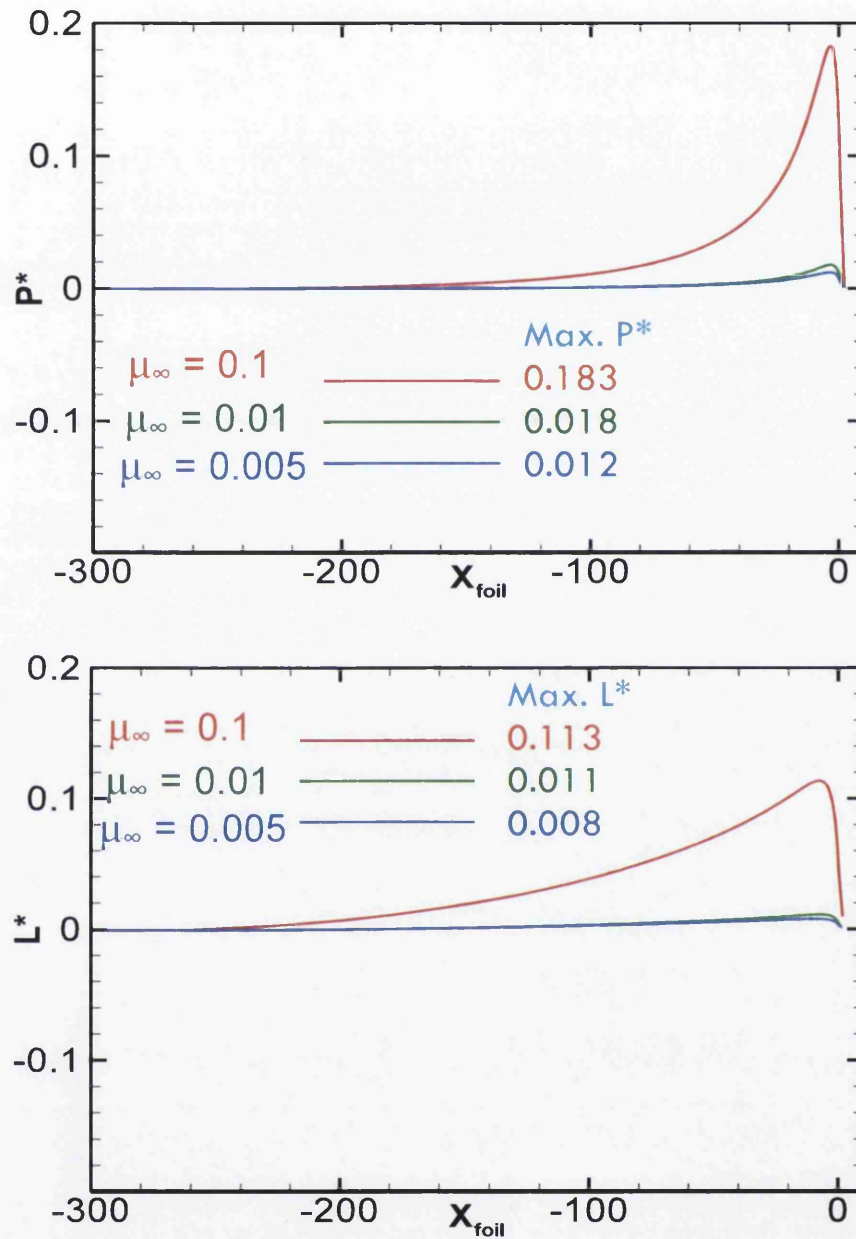 0.2
0.1
P*
0
Max. P*
μ∞ = 0.1 0.183
μ∞ = 0.01 0.018
-0.1
μ∞ = 0.005 0.012
-300 -200 -100 0
Xfoil
0.2
Max. L*
μ∞ = 0.1 0.113
μ∞ = 0.01 0.011
0.1
μ∞ = 0.005 0.008
L*
0
-0.1
-300 -200 -100 0
Xfoil